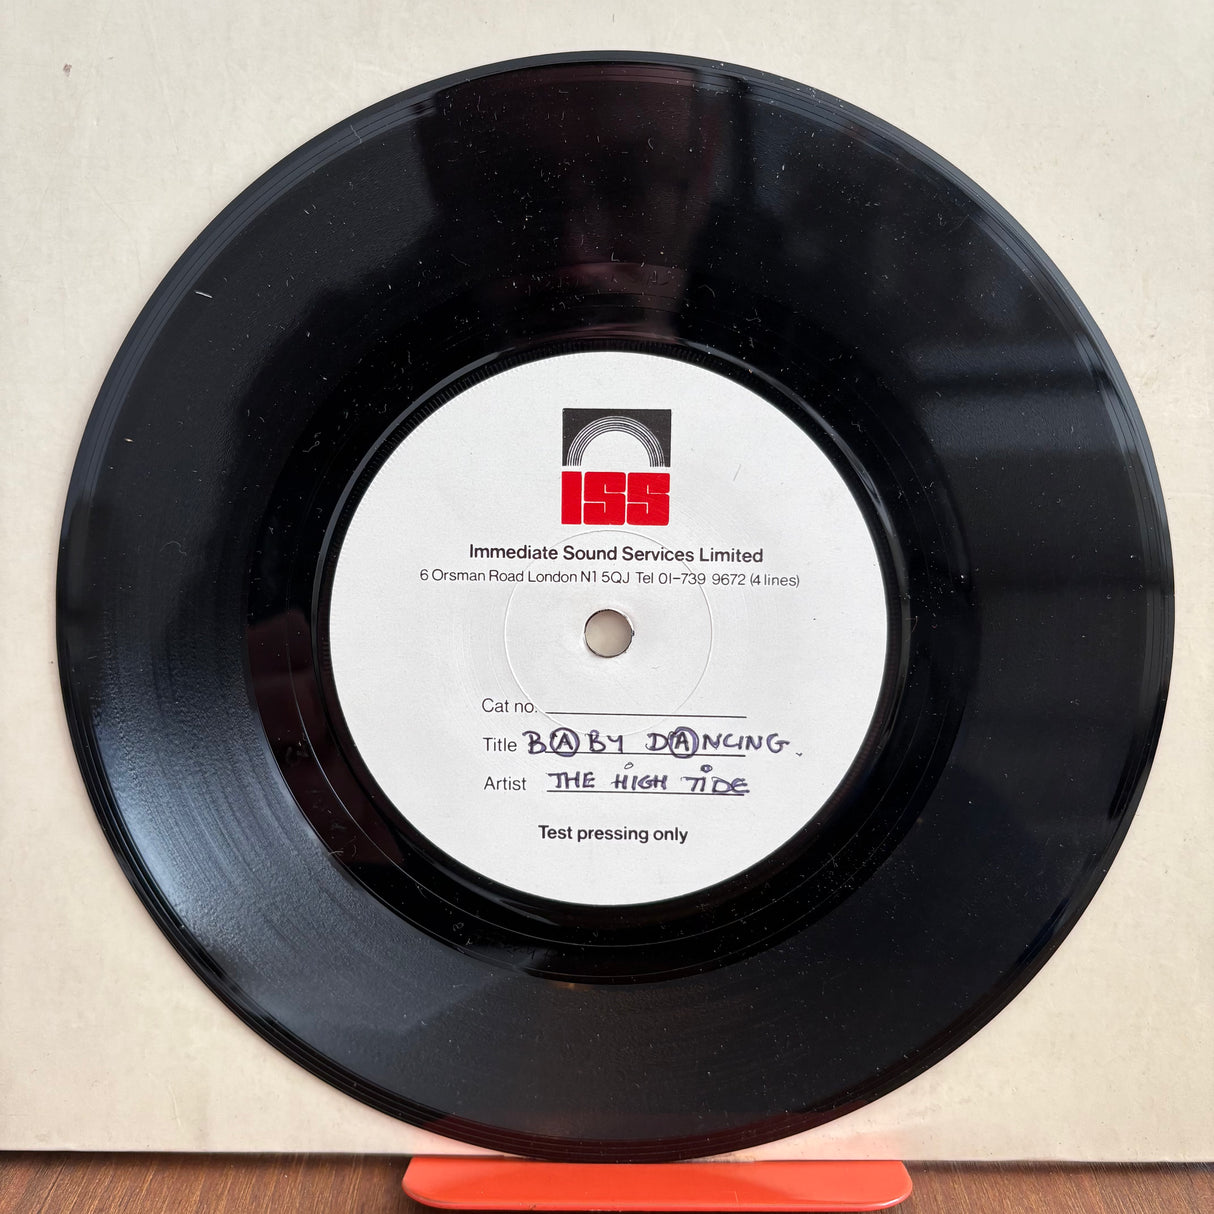 ISS
Immediate Sound Services Limited
6 Orsman Road London N1 5QJ Tel 01-739 9672 (4 lines)
Cat no.
Title BⒶBY DⒶNCING.
Artist THE HIGH TIDE
Test pressing only